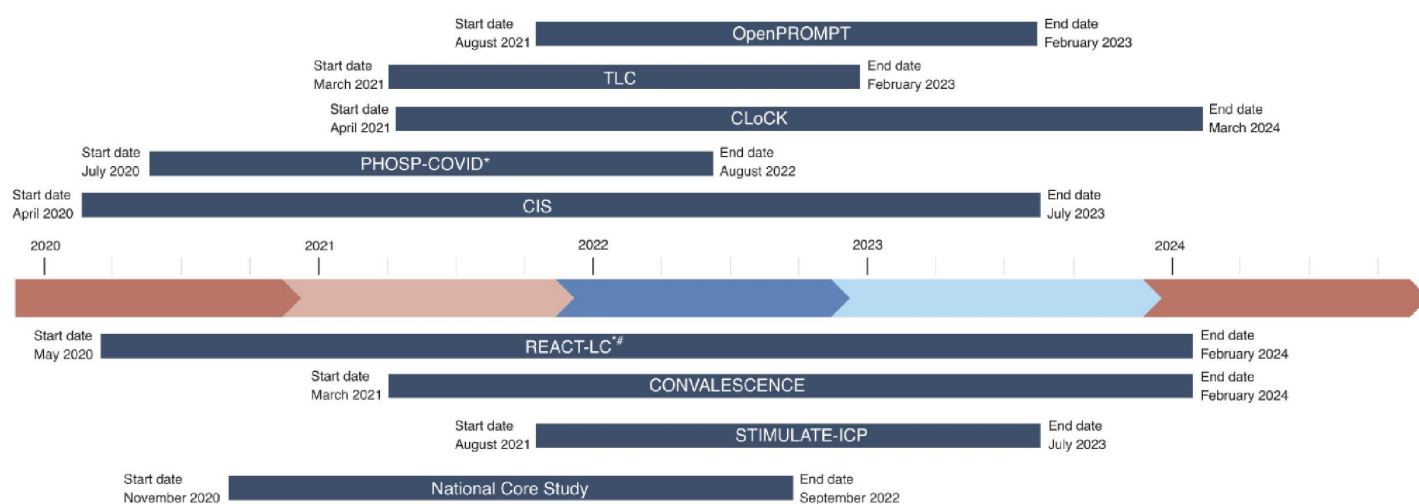 Start date
August 2021
OpenPROMPT
End date
February 2023
Start date
March 2021
TLC
End date
February 2023
Start date
April 2021
CLoCK
End date
March 2024
Start date
July 2020
PHOSP-COVID*
End date
August 2022
Start date
April 2020
CIS
End date
July 2023
2020
2021
2022
2023
2024
Start date
May 2020
REACT-LC*#
End date
February 2024
Start date
March 2021
CONVALESCENCE
End date
February 2024
Start date
August 2021
STIMULATE-ICP
End date
July 2023
Start date
November 2020
National Core Study
End date
September 2022